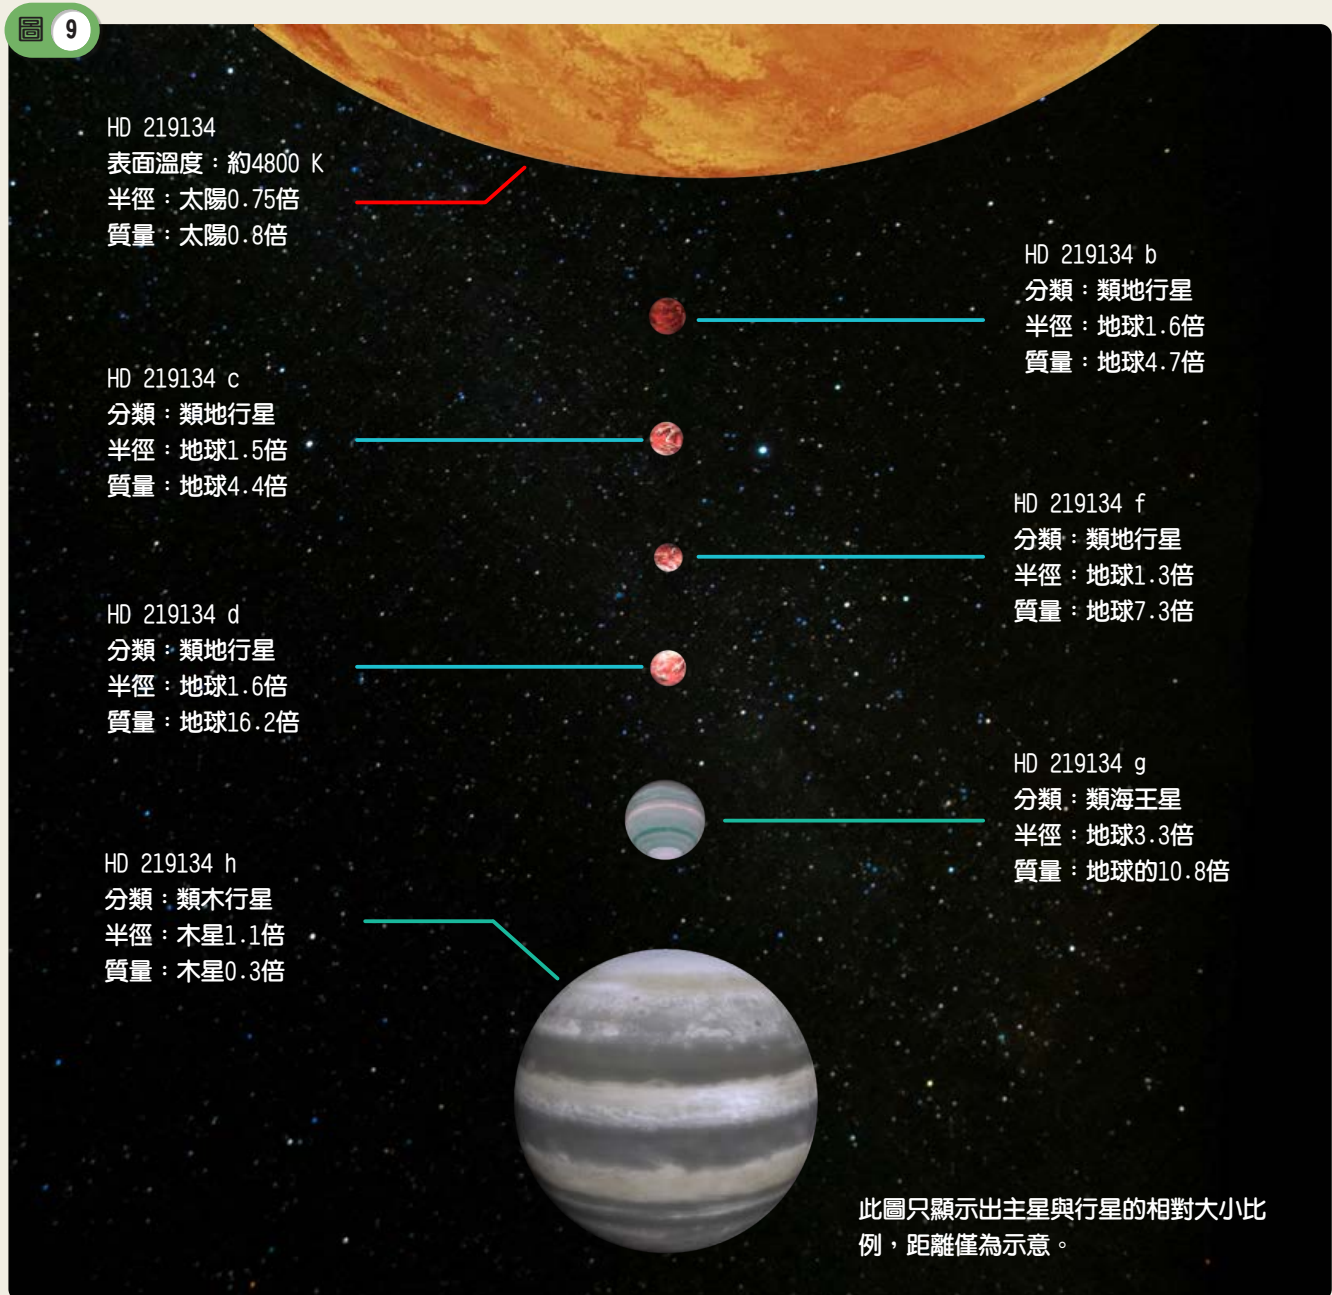 圖 9
HD 219134
表面溫度：約4800 K
半徑：太陽0.75倍
質量：太陽0.8倍
HD 219134 b
分類：類地行星
半徑：地球1.6倍
質量：地球4.7倍
HD 219134 c
分類：類地行星
半徑：地球1.5倍
質量：地球4.4倍
HD 219134 f
分類：類地行星
半徑：地球1.3倍
質量：地球7.3倍
HD 219134 d
分類：類地行星
半徑：地球1.6倍
質量：地球16.2倍
HD 219134 g
分類：類海王星
半徑：地球3.3倍
質量：地球的10.8倍
HD 219134 h
分類：類木行星
半徑：木星1.1倍
質量：木星0.3倍
此圖只顯示出主星與行星的相對大小比
例，距離僅為示意。